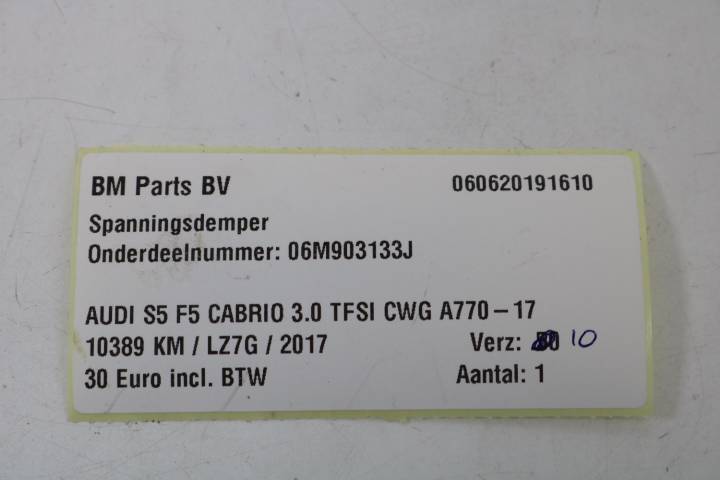 BM Parts BV 060620191610
Spanningsdemper
Onderdeelnummer: 06M903133J
AUDI S5 F5 CABRIO 3.0 TFSI CWG A770-17
10389 KM / LZ7G / 2017 Verz: 10
30 Euro incl. BTW Aantal: 1